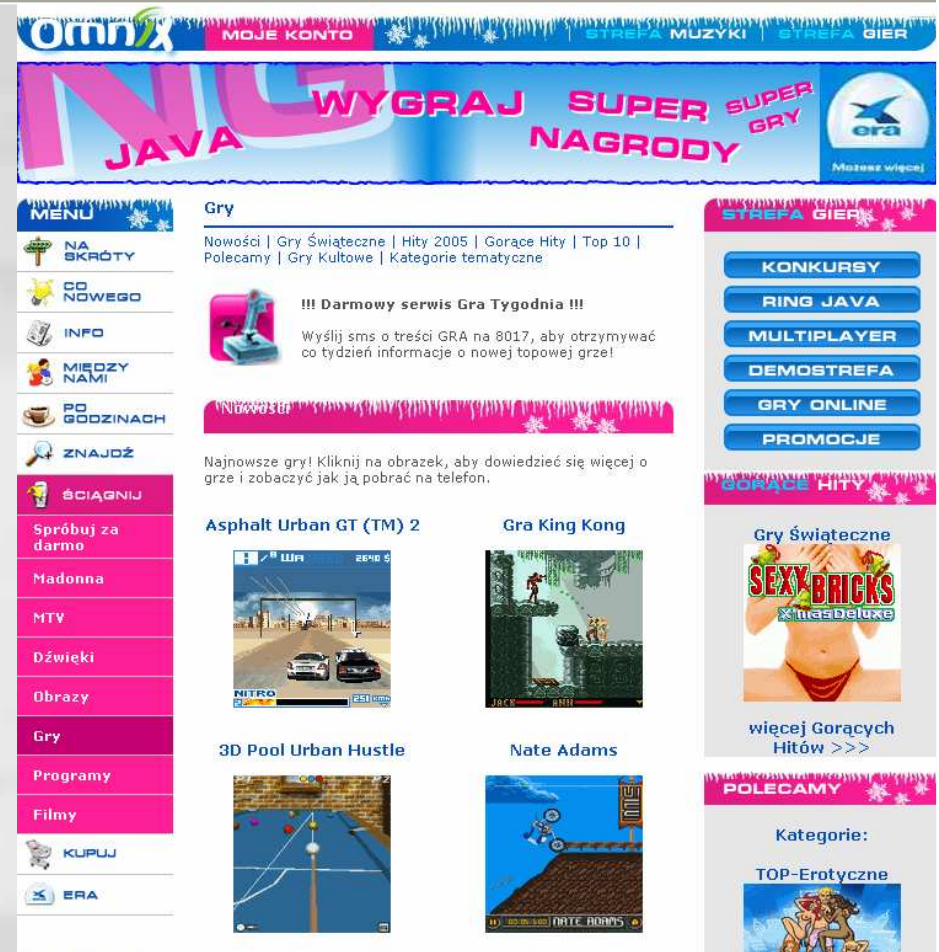 omnix
MOJE KONTO
STREFA MUZYKI | STREFA GIER
NG
JAVA
WYGRAJ SUPER NAGRODY
SUPER GRY
era
Możesz więcej
MENU
NA SKRÓTY
CO NOWEGO
INFO
MIĘDZY NAMI
PO GODZINACH
ZNAJDŹ
ŚCIĄGNIJ
Spróbuj za
darmo
Madonna
MTV
Dźwięki
Obrazy
Gry
Programy
Filmy
KUPUJ
ERA
Gry
Nowości | Gry Świąteczne | Hity 2005 | Gorące Hity | Top 10 |
Polecamy | Gry Kultowe | Kategorie tematyczne
!!! Darmowy serwis Gra Tygodnia !!!
Wyślij sms o treści GRA na 8017, aby otrzymywać
co tydzień informacje o nowej topowej grze!
Nowości
Najnowsze gry! Kliknij na obrazek, aby dowiedzieć się więcej o
grze i zobaczyć jak ją pobrać na telefon.
Asphalt Urban GT (TM) 2
2690 $
NITRO
251 KMH
Gra King Kong
JACK ANN
3D Pool Urban Hustle
Nate Adams
NATE ADAMS
STREFA GIER
KONKURSY
RING JAVA
MULTIPLAYER
DEMOSTREFA
GRY ONLINE
PROMOCJE
GORĄCE HITY
Gry Świąteczne
SEXY BRICKS
X'masDeluxe
więcej Gorących
Hitów >>>
POLECAMY
Kategorie:
TOP-Erotyczne